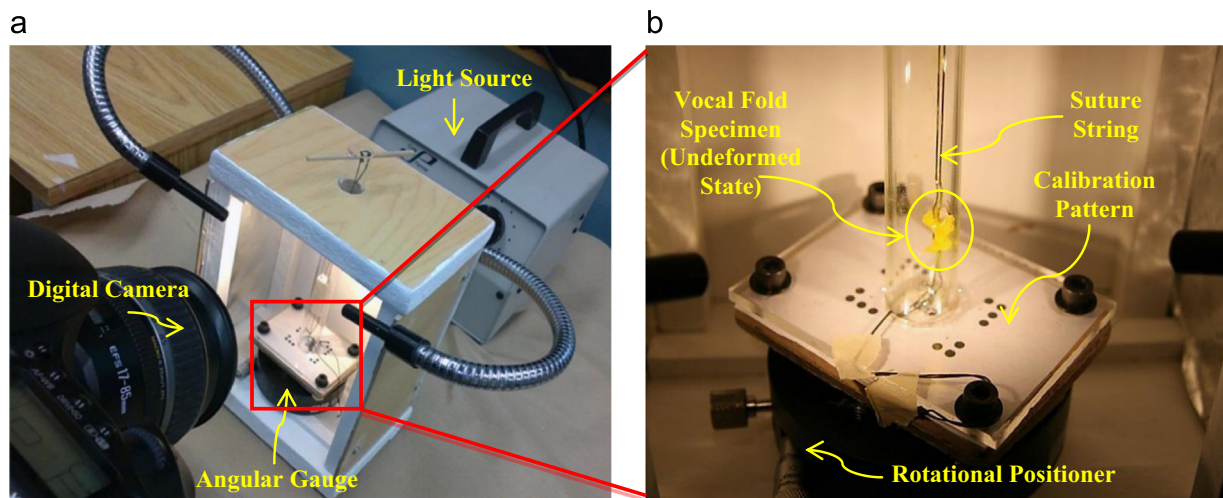 a
b
Light Source
Digital Camera
Angular Gauge
EFS 17-85mm
Vocal Fold
Specimen
(Undeformed
State)
Suture
String
Calibration
Pattern
Rotational Positioner